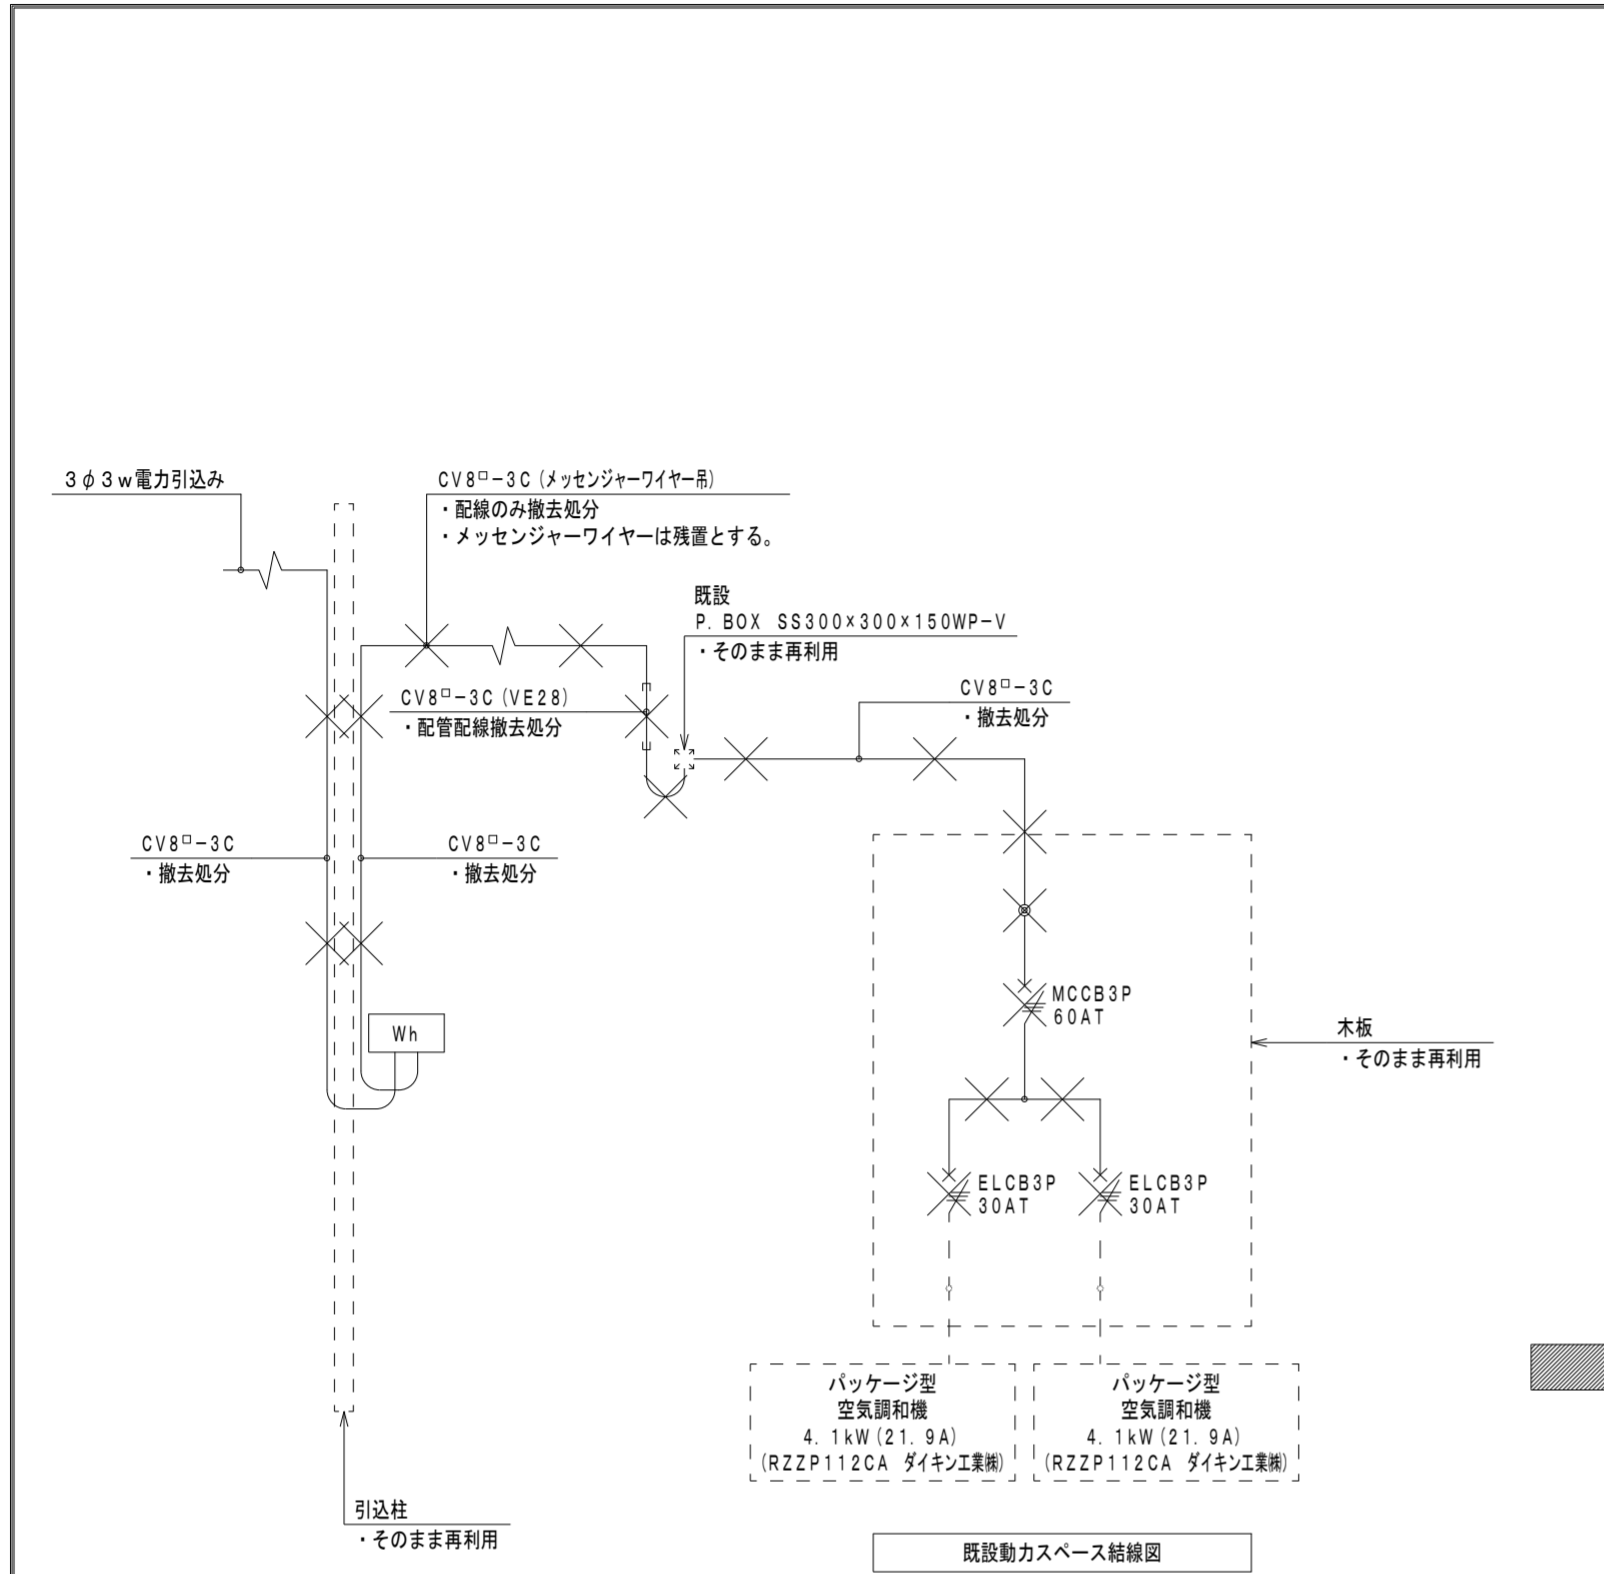 3φ3w電力引込み
CV8□-3C(メッセンジャーワイヤー吊)
・配線のみ撤去処分
・メッセンジャーワイヤーは残置とする。
既設
P. BOX SS300×300×150WP-V
・そのまま再利用
CV8□-3C(VE28)
・配管配線撤去処分
CV8□-3C
・撤去処分
CV8□-3C
・撤去処分
CV8□-3C
・撤去処分
Wh
MCCB3P
60AT
木板
・そのまま再利用
ELCB3P
30AT
ELCB3P
30AT
パッケージ型
空気調和機
4. 1kW(21. 9A)
(RZZP112CA ダイキン工業㈱)
パッケージ型
空気調和機
4. 1kW(21. 9A)
(RZZP112CA ダイキン工業㈱)
引込柱
・そのまま再利用
既設動力スペース結線図